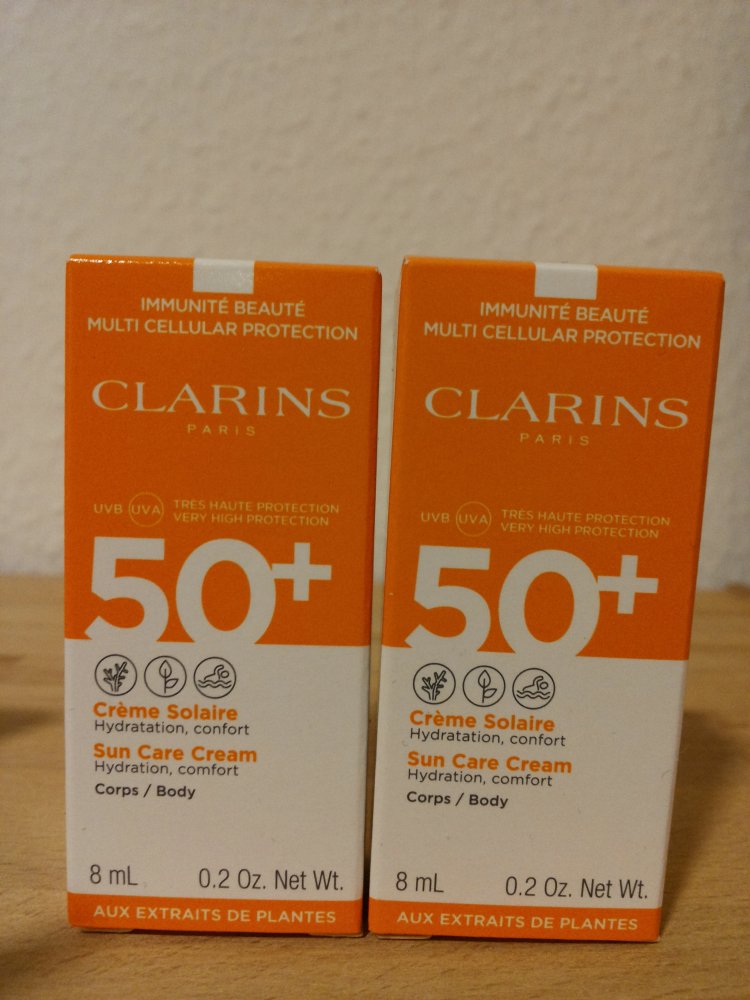 IMMUNITÉ BEAUTÉ
MULTI CELLULAR PROTECTION
CLARINS
PARIS
UVB UVA TRÈS HAUTE PROTECTION
VERY HIGH PROTECTION
50+
Crème Solaire
Hydratation, confort
Sun Care Cream
Hydration, comfort
Corps / Body
8 mL 0.2 Oz. Net Wt.
AUX EXTRAITS DE PLANTES
IMMUNITÉ BEAUTÉ
MULTI CELLULAR PROTECTION
CLARINS
PARIS
UVB UVA TRÈS HAUTE PROTECTION
VERY HIGH PROTECTION
50+
Crème Solaire
Hydratation, confort
Sun Care Cream
Hydration, comfort
Corps / Body
8 mL 0.2 Oz. Net Wt.
AUX EXTRAITS DE PLANTES